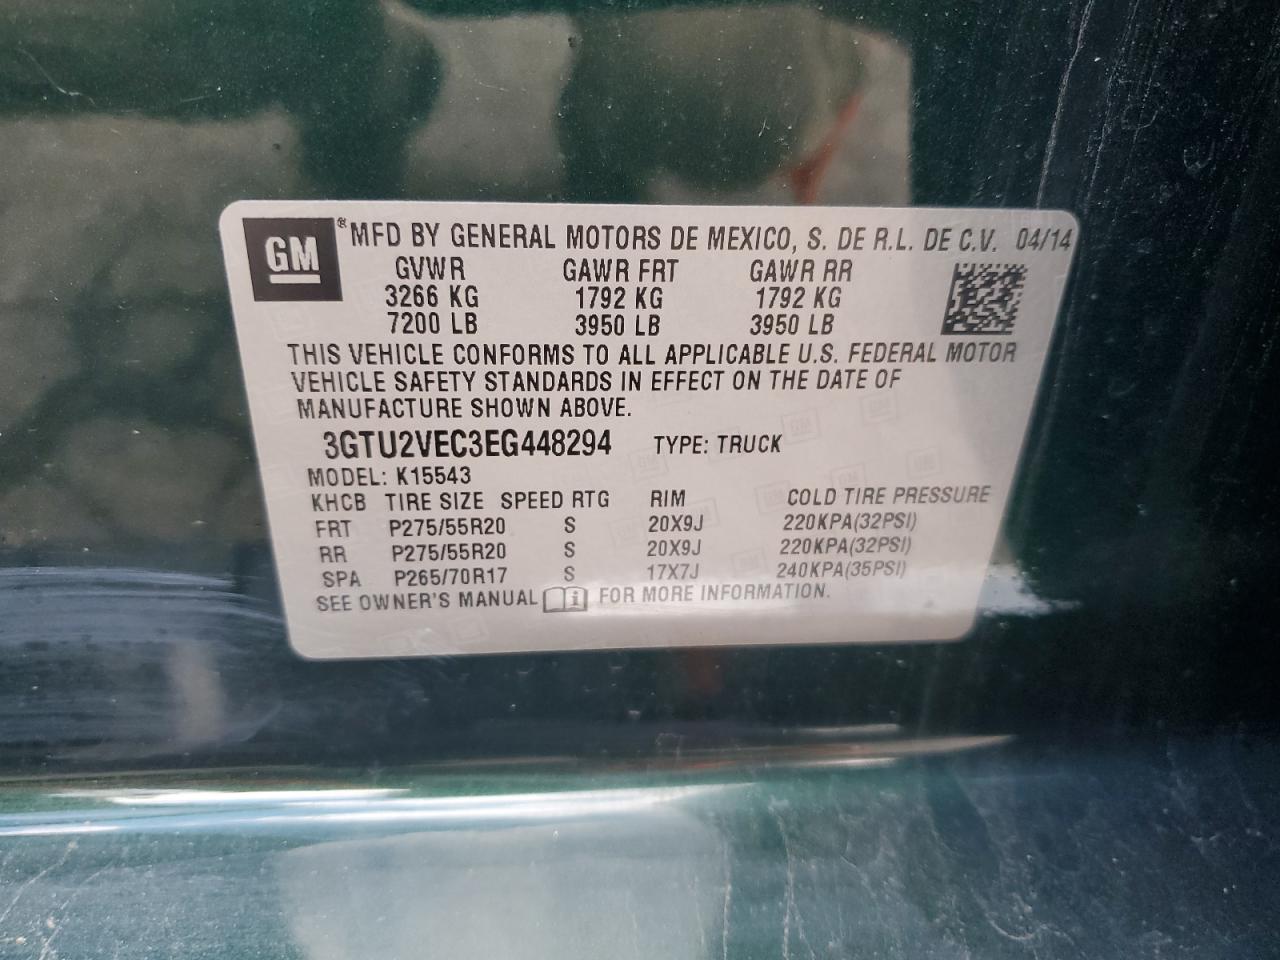 GM ® MFD BY GENERAL MOTORS DE MEXICO, S. DE R.L. DE C.V. 04/14
GVWR GAWR FRT GAWR RR
3266 KG 1792 KG 1792 KG
7200 LB 3950 LB 3950 LB
THIS VEHICLE CONFORMS TO ALL APPLICABLE U.S. FEDERAL MOTOR
VEHICLE SAFETY STANDARDS IN EFFECT ON THE DATE OF
MANUFACTURE SHOWN ABOVE.
3GTU2VEC3EG448294 TYPE: TRUCK
MODEL: K15543
KHCB TIRE SIZE SPEED RTG RIM COLD TIRE PRESSURE
FRT P275/55R20 S 20X9J 220KPA(32PSI)
RR P275/55R20 S 20X9J 220KPA(32PSI)
SPA P265/70R17 S 17X7J 240KPA(35PSI)
SEE OWNER'S MANUAL i FOR MORE INFORMATION.